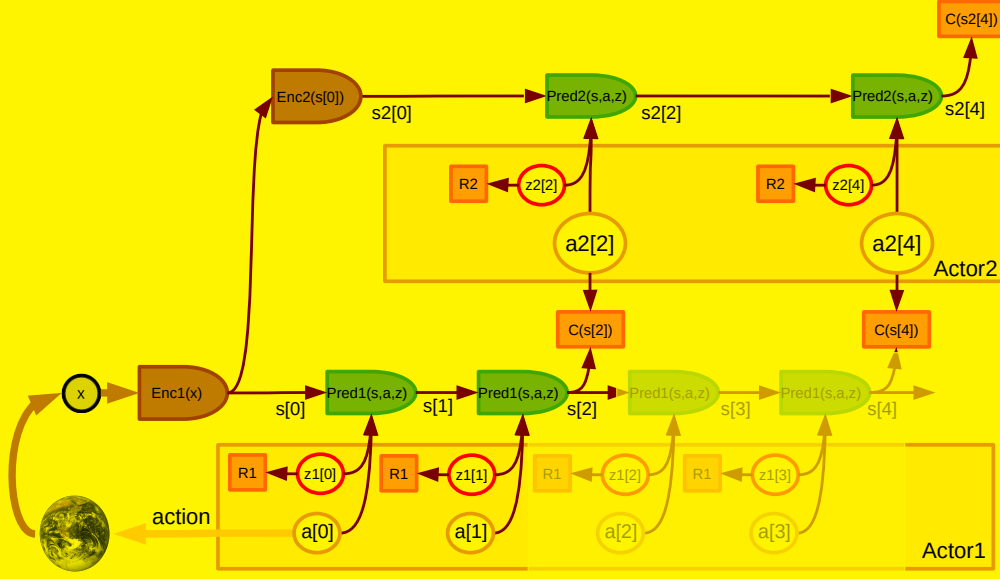 C(s2[4])
Enc2(s[0])
Pred2(s,a,z)
Pred2(s,a,z)
s2[0]
s2[2]
s2[4]
R2
z2[2]
R2
z2[4]
a2[2]
a2[4]
Actor2
C(s[2])
C(s[4])
x
Enc1(x)
Pred1(s,a,z)
Pred1(s,a,z)
Pred1(s,a,z)
Pred1(s,a,z)
s[0]
s[1]
s[2]
s[3]
s[4]
R1
z1[0]
R1
z1[1]
R1
z1[2]
R1
z1[3]
action
a[0]
a[1]
a[2]
a[3]
Actor1